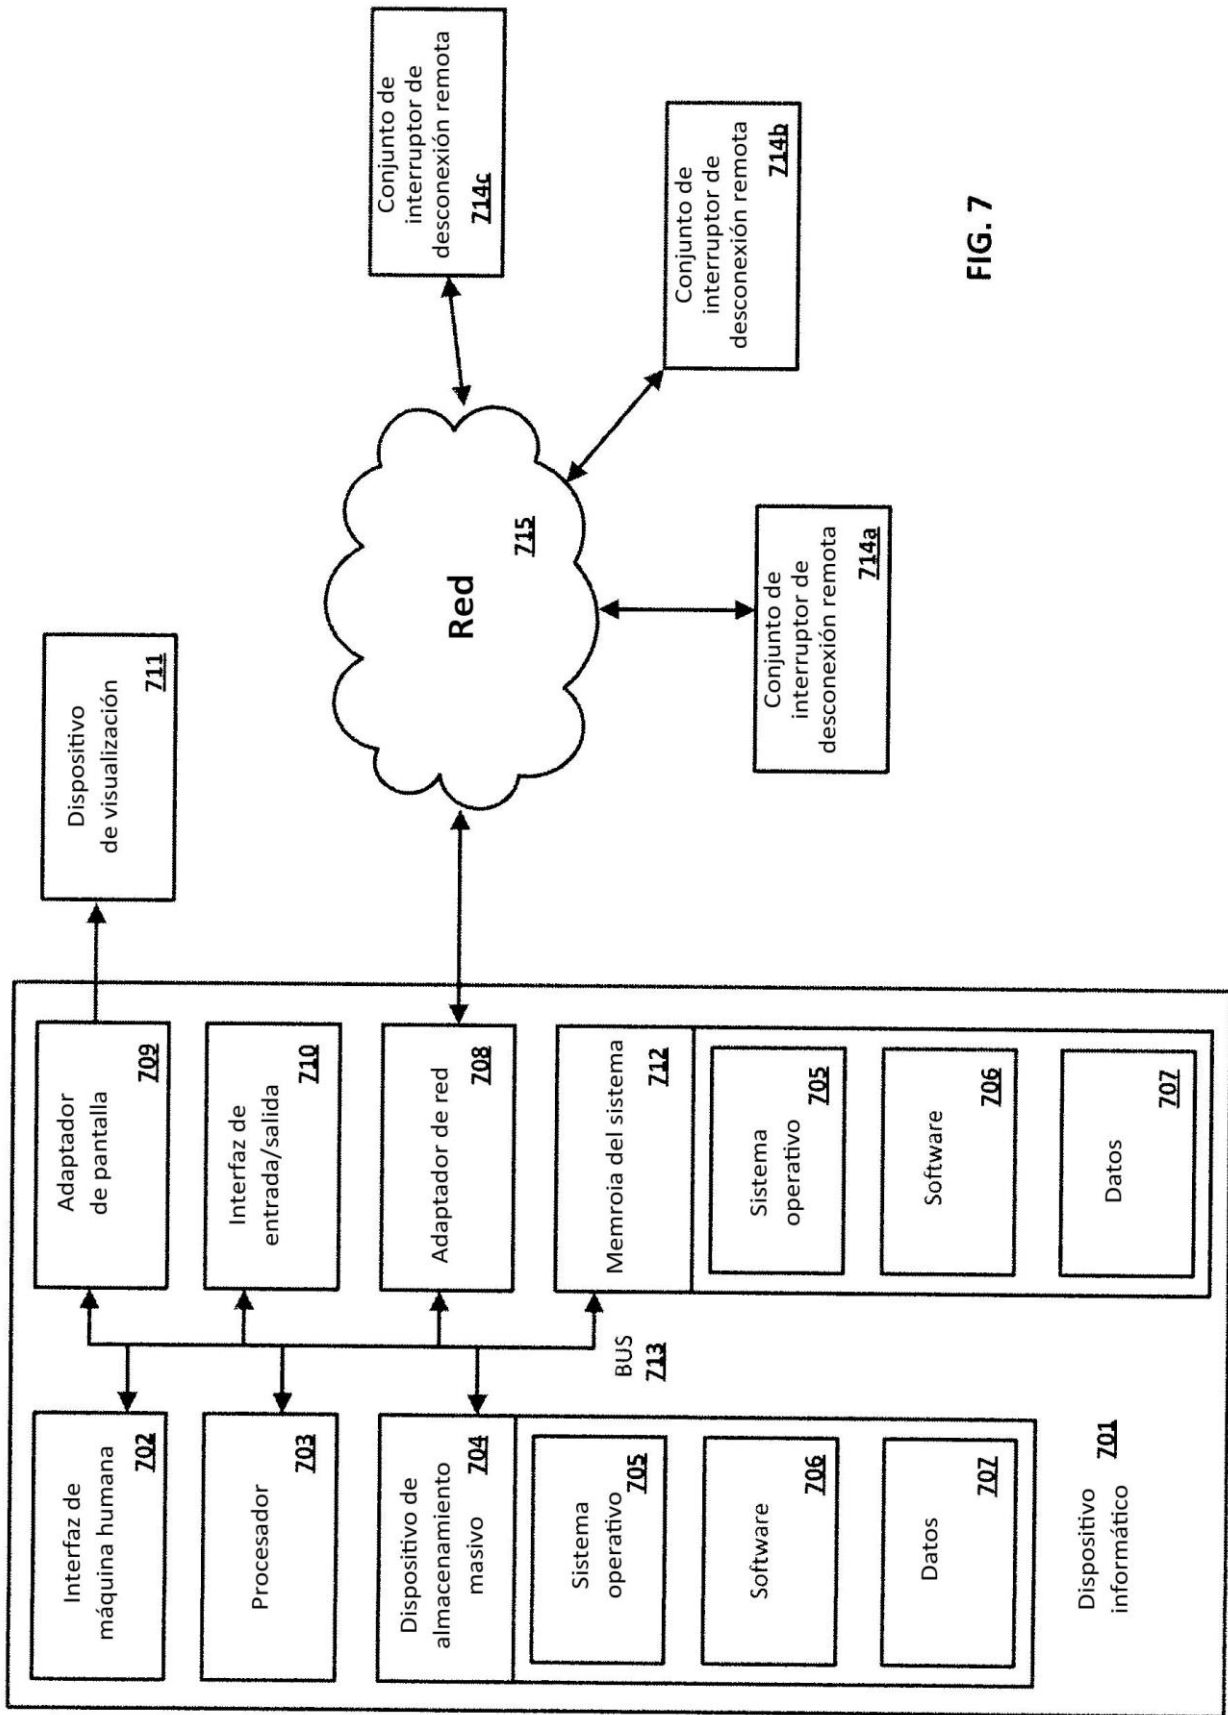 Interfaz de
máquina humana
702
Procesador
703
Dispositivo de
almacenamiento
masivo
704
Sistema
operativo
705
Software
706
Datos
707
Dispositivo
informático
701
BUS
713
Adaptador
de pantalla
709
Interfaz de
entrada/salida
710
Adaptador de red
708
Memroia del sistema
712
Sistema
operativo
705
Software
706
Datos
707
Dispositivo
de visualización
711
Red
715
Conjunto de
interruptor de
desconexión remota
714a
Conjunto de
interruptor de
desconexión remota
714b
Conjunto de
interruptor de
desconexión remota
714c
FIG. 7